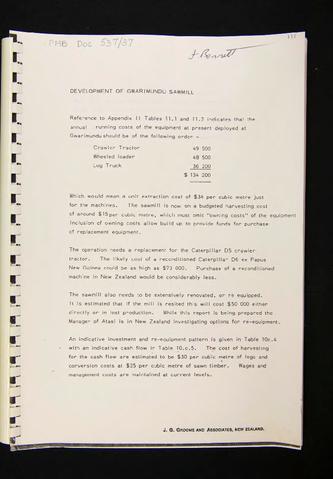 PMB Doc 537/37
J Bennett
DEVELOPMENT OF GWARIMUNDU SAWMILL
Reference to Appendix II Tables 11.1 and 11.3 indicates that the
annual running costs of the equipment at present deployed at
Gwarimundu should be of the following order -
Crawler Tractor 49 500
Wheeled loader 48 500
Log Truck 36 200
$ 134 200
Which would mean a unit extraction cost of $34 per cubic metre just
for the machines. The sawmill is now on a budgeted harvesting cost
of around $15 per cubic metre, which must omit "owning costs" of the equipment
Inclusion of owning costs allow build up to provide funds for purchase
of replacement equipment.
The operation needs a replacement for the Caterpillar D5 crawler
tractor. The likely cost of a reconditioned Caterpillar D6 ex Papua
New Guinea could be as high as $73 000. Purchase of a reconditioned
machine in New Zealand would be considerably less.
The sawmill also needs to be extensively renovated, or re equipped.
It is estimated that if the mill is resited this will cost $50 000 either
directly or in lost production. While this report is being prepared the
Manager of Atasi is in New Zealand investigating options for re-equipment.
An indicative investment and re-equipment pattern is given in Table 10.c.4
with an indicative cash flow in Table 10.c.5. The cost of harvesting
for the cash flow are estimated to be $30 per cubic metre of logs and
conversion costs at $25 per cubic metre of sawn timber. Wages and
management costs are maintained at current levels.
J. G. GROOME AND ASSOCIATES, NEW ZEALAND.